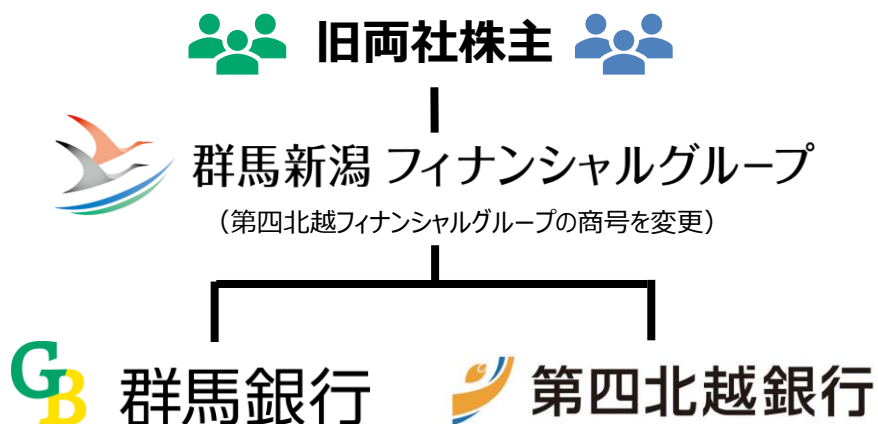 旧両社株主
群馬新潟 フィナンシャルグループ
（第四北越フィナンシャルグループの商号を変更）
GB 群馬銀行
第四北越銀行